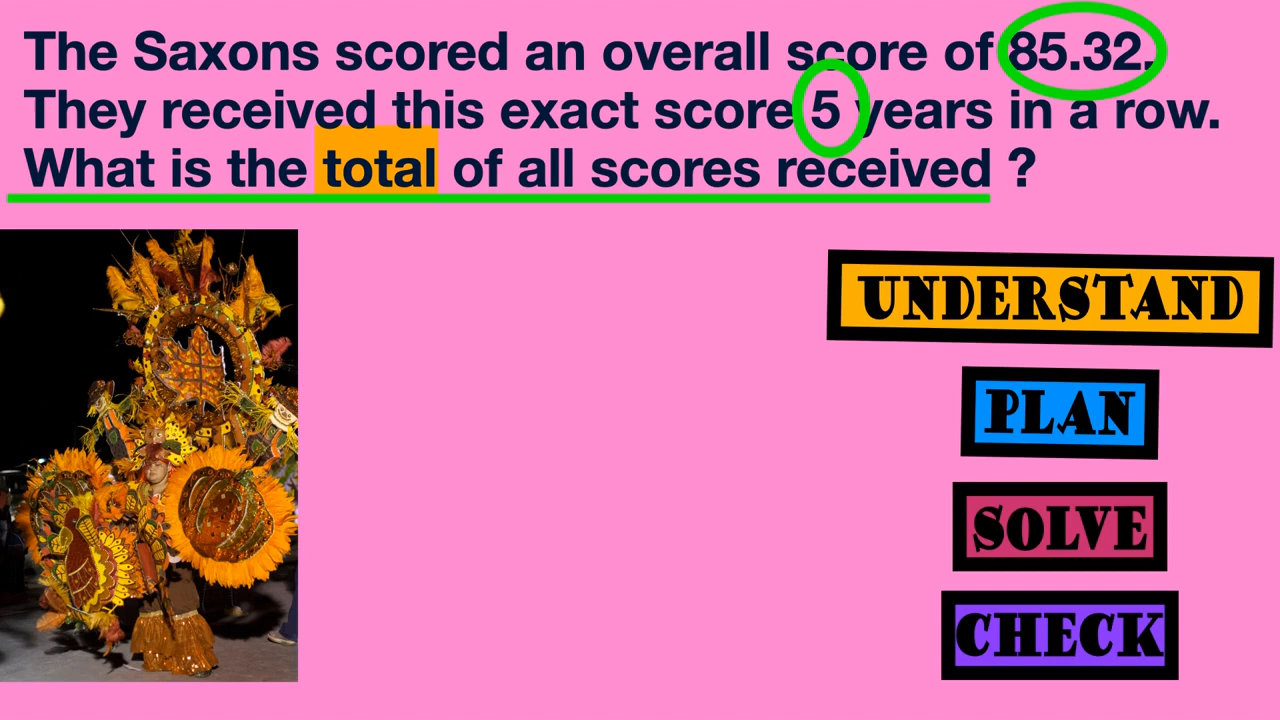 The Saxons scored an overall score of 85.32.
They received this exact score 5 years in a row.
What is the total of all scores received ?
UNDERSTAND
PLAN
SOLVE
CHECK